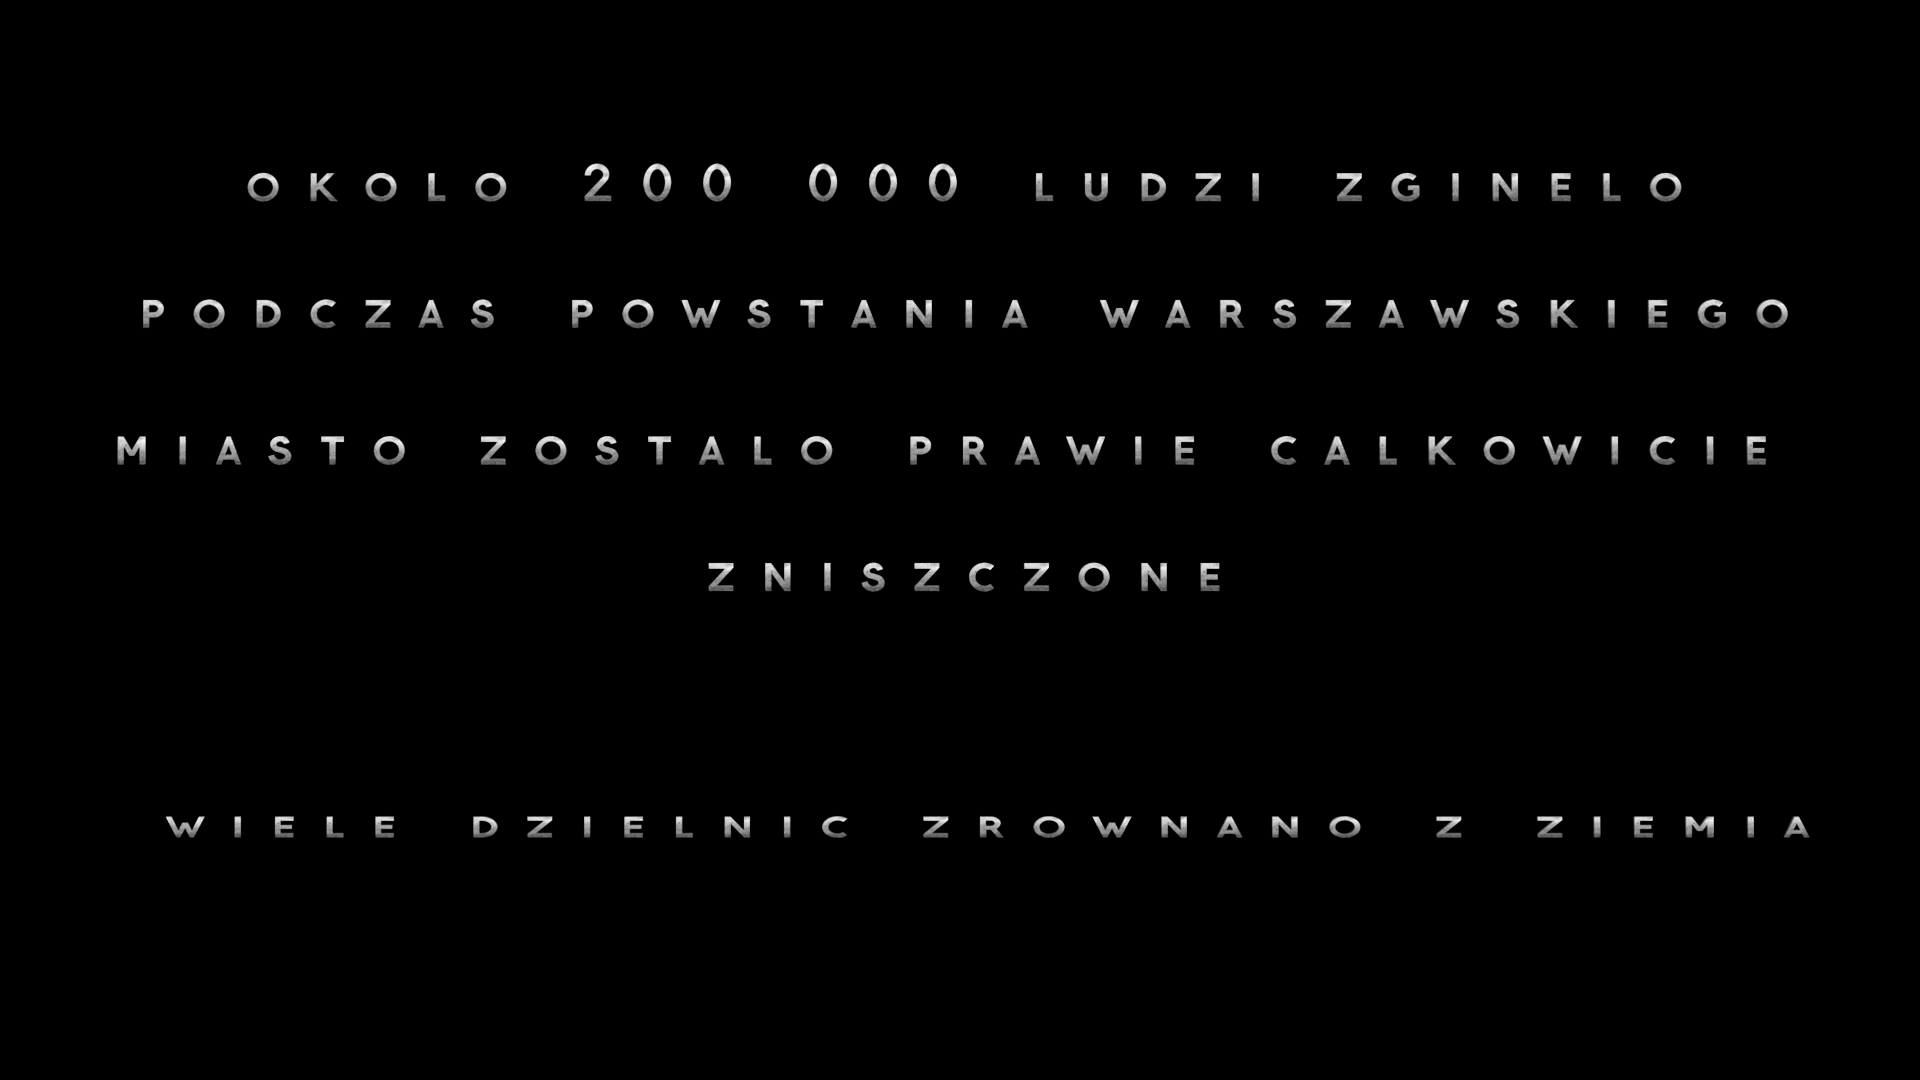 OKOLO 200 000 LUDZI ZGINELO
PODCZAS POWSTANIA WARSZAWSKIEGO
MIASTO ZOSTALO PRAWIE CALKOWICIE
ZNISZCZONE
WIELE DZIELNIC ZROWNANO Z ZIEMIA